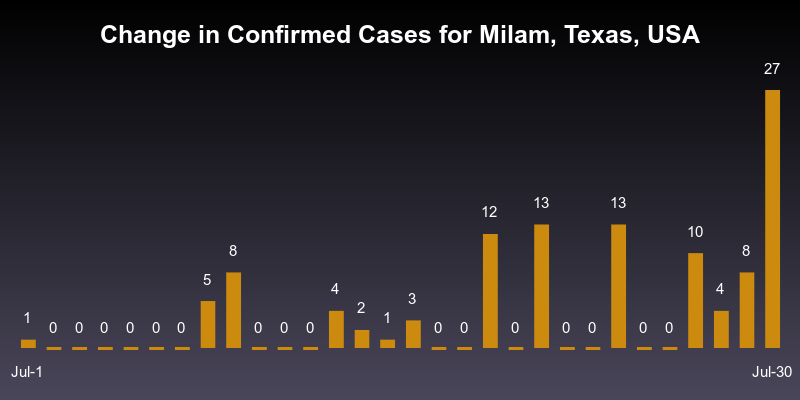 Change in Confirmed Cases for Milam, Texas, USA
1 0 0 0 0 0 0 5 8 0 0 0 4 2 1 3 0 0 12 0 13 0 0 13 0 0 10 4 8 27
Jul-1 Jul-30